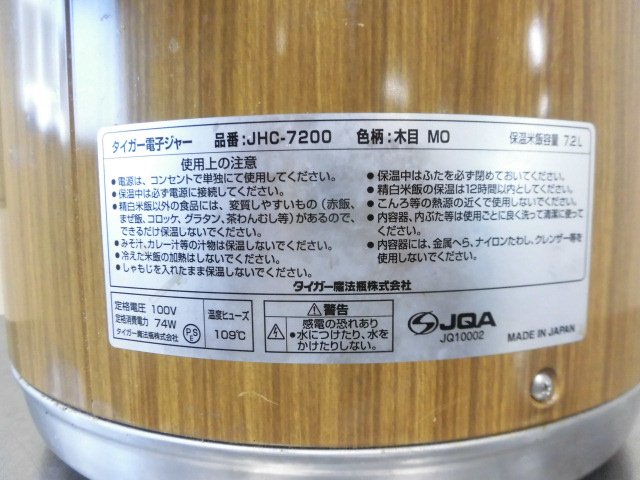 タイガー電子ジャー 品番:JHC-7200 色柄:木目 MO 保温米飯容量 7.2L
使用上の注意
●電源は、コンセントで単独にて使用してください。
●保温中は必ず電源に接続してください。
●精白米飯以外の食品には、変質しやすいもの(赤飯、
まぜ飯、コロッケ、グラタン、茶わんむし等)があるので、
できるだけ保温しないでください。
●みそ汁、カレー汁等の汁物は保温しないでください。
●冷えた米飯の加熱はしないでください。
●しゃもじを入れたまま保温しないでください。
●保温中はふたを必ず閉めておいてください。
●精白米飯の保温は12時間以内としてください。
●こんろ等の熱源の近くで使用しないでください。
●内容器、内ぶた等は使用ごとに良く洗って清潔に使って
ください。
●内容器には、金属へら、ナイロンたわし、クレンザー等を
使用しないでください。
タイガー魔法瓶株式会社
定格電圧 100V
定格消費電力 74W
タイガー魔法瓶株式会社
PSE
温度ヒューズ
109℃
警告
感電の恐れあり
●水につけたり、水を
かけたりしない。
JQA
JQ10002
MADE IN JAPAN